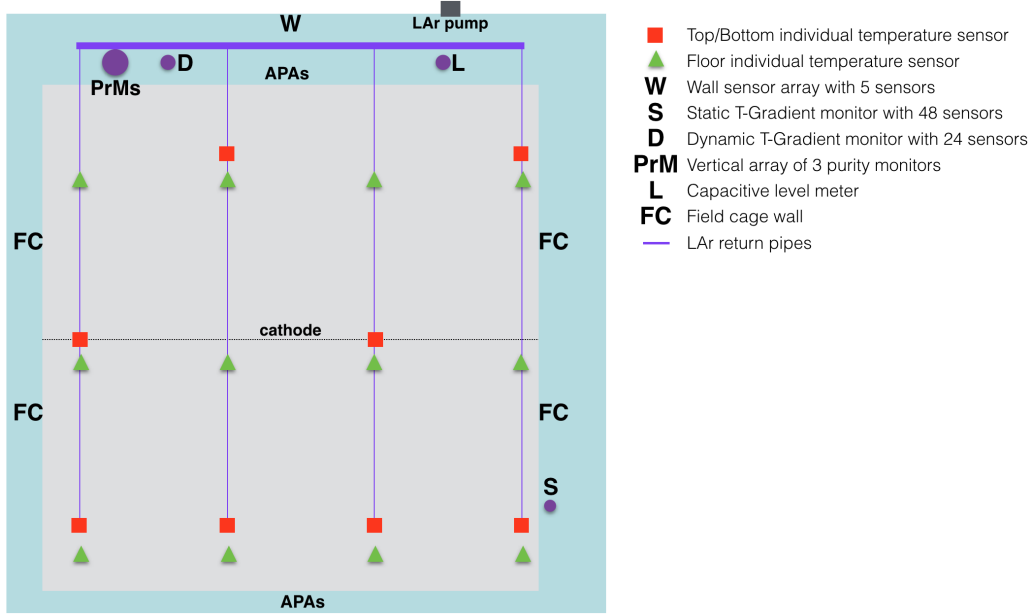 W
LAr pump
D
L
PrMs
APAs
FC
FC
cathode
FC
FC
S
APAs
Top/Bottom individual temperature sensor
Floor individual temperature sensor
W Wall sensor array with 5 sensors
S Static T-Gradient monitor with 48 sensors
D Dynamic T-Gradient monitor with 24 sensors
PrM Vertical array of 3 purity monitors
L Capacitive level meter
FC Field cage wall
LAr return pipes